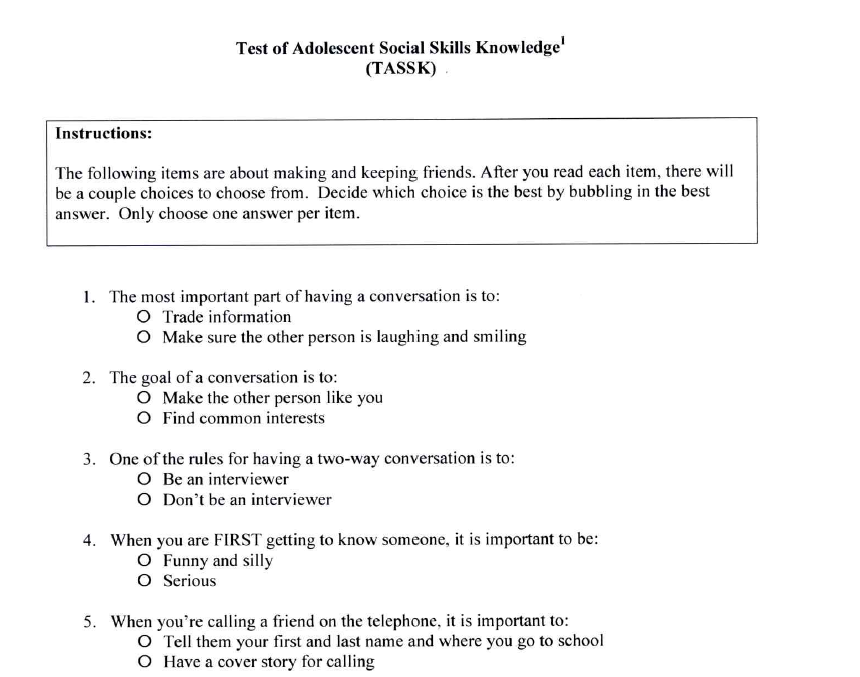 Test of Adolescent Social Skills Knowledge1
(TASSK)
Instructions:
The following items are about making and keeping friends. After you read each item, there will
be a couple choices to choose from. Decide which choice is the best by bubbling in the best
answer. Only choose one answer per item.
1. The most important part of having a conversation is to:
O Trade information
O Make sure the other person is laughing and smiling
2. The goal of a conversation is to:
O Make the other person like you
O Find common interests
3. One of the rules for having a two-way conversation is to:
O Be an interviewer
O Don't be an interviewer
4. When you are FIRST getting to know someone, it is important to be:
O Funny and silly
O Serious
5. When you're calling a friend on the telephone, it is important to:
O Tell them your first and last name and where you go to school
O Have a cover story for calling